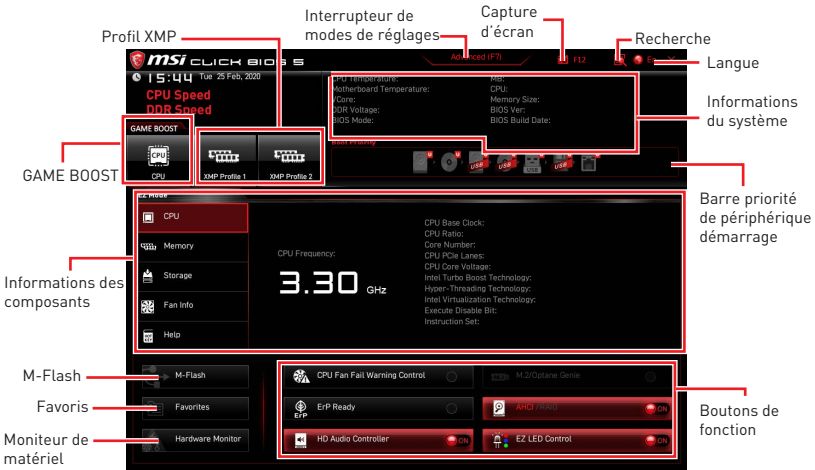 Interrupteur de
modes de réglages
Capture
d'écran
Profil XMP
Recherche
Langue
Informations
du système
GAME BOOST
Barre priorité
de périphérique
démarrage
Informations des
composants
M-Flash
Favoris
Moniteur de
matériel
Boutons de
fonction
msi CLICK BIOS 5
Advanced (F7)
F12
En
X
15:44 Tue 25 Feb, 2020
CPU Speed
DDR Speed
GAME BOOST
CPU
CPU
XMP Profile 1
XMP Profile 2
CPU Temperature:
Motherboard Temperature:
VCore:
DDR Voltage:
BIOS Mode:
MB:
CPU:
Memory Size:
BIOS Ver:
BIOS Build Date:
Boot Priority
U
U
USB
U
USB
U
USB
U
USB
U
U
EZ Mode
CPU
Memory
Storage
Fan Info
Help
CPU Frequency:
3.30 GHz
CPU Base Clock:
CPU Ratio:
Core Number:
CPU PCIe Lanes:
CPU Core Voltage:
Intel Turbo Boost Technology:
Hyper-Threading Technology:
Intel Virtualization Technology:
Execute Disable Bit:
Instruction Set:
M-Flash
Favorites
Hardware Monitor
CPU Fan Fail Warning Control
M.2/Optane Genie
ErP
ErP Ready
AHCI /RAID
ON
HD Audio Controller
ON
EZ LED Control
ON